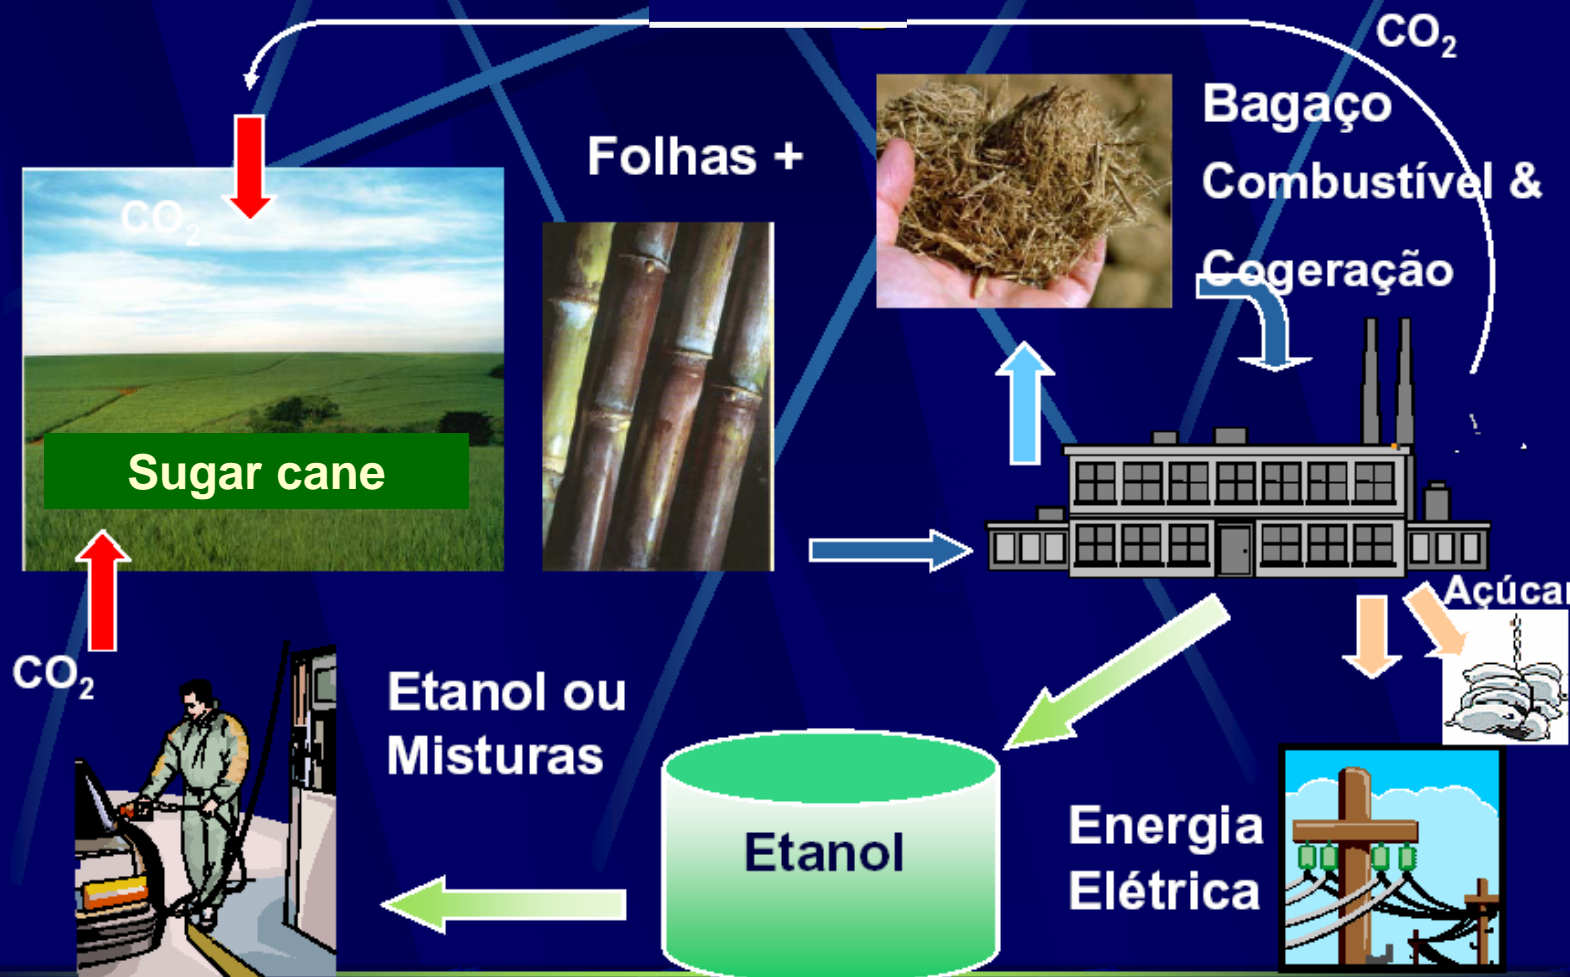 CO₂
Bagaço
Combustível &
Cogeração
Folhas +
CO₂
Sugar cane
Açúcar
CO₂
Etanol ou
Misturas
Etanol
Energia
Elétrica